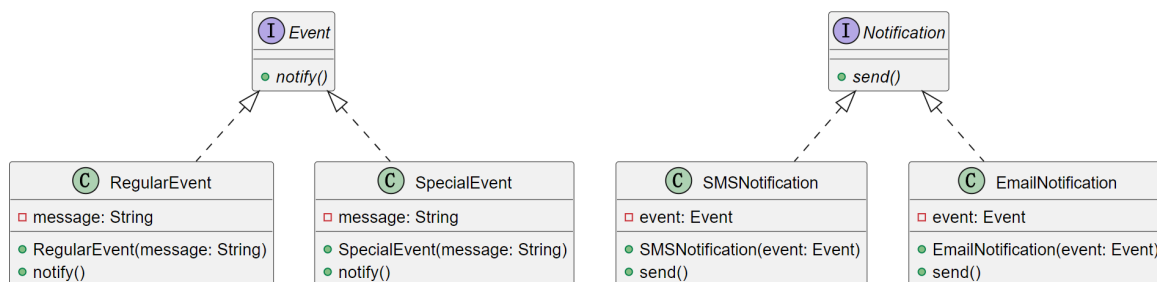 I Event
notify()
I Notification
send()
C RegularEvent
message: String
RegularEvent(message: String)
notify()
C SpecialEvent
message: String
SpecialEvent(message: String)
notify()
C SMSNotification
event: Event
SMSNotification(event: Event)
send()
C EmailNotification
event: Event
EmailNotification(event: Event)
send()